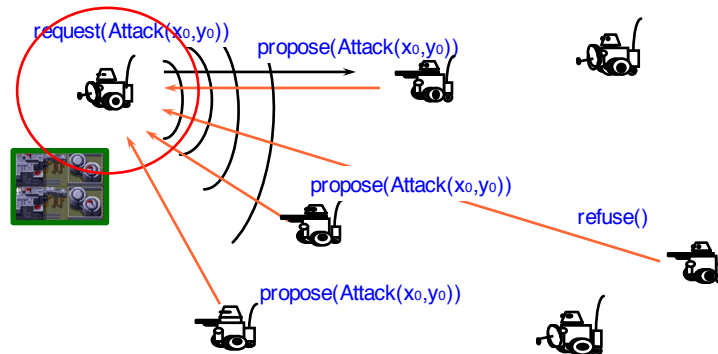 request(Attack(x₀,y₀))
propose(Attack(x₀,y₀))
propose(Attack(x₀,y₀))
refuse()
propose(Attack(x₀,y₀))